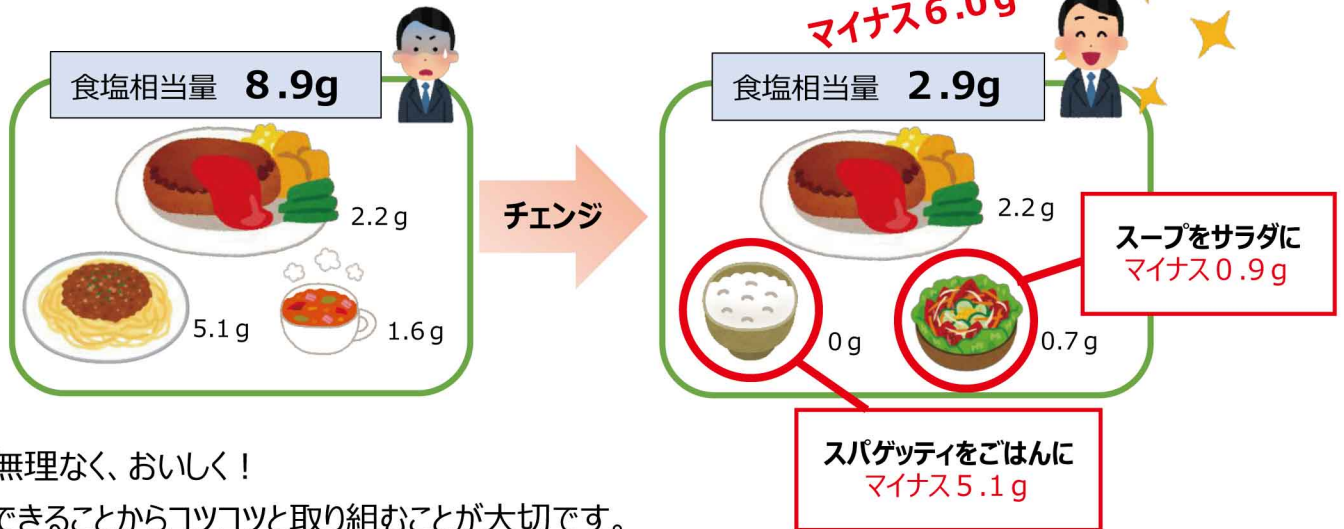 マイナス6.0g
食塩相当量 8.9g
2.2g
5.1g
1.6g
チェンジ
食塩相当量 2.9g
2.2g
0g
0.7g
スープをサラダに
マイナス0.9g
スパゲッティをごはんに
マイナス5.1g
無理なく、おいしく!
できることからコツコツと取り組むことが大切です。